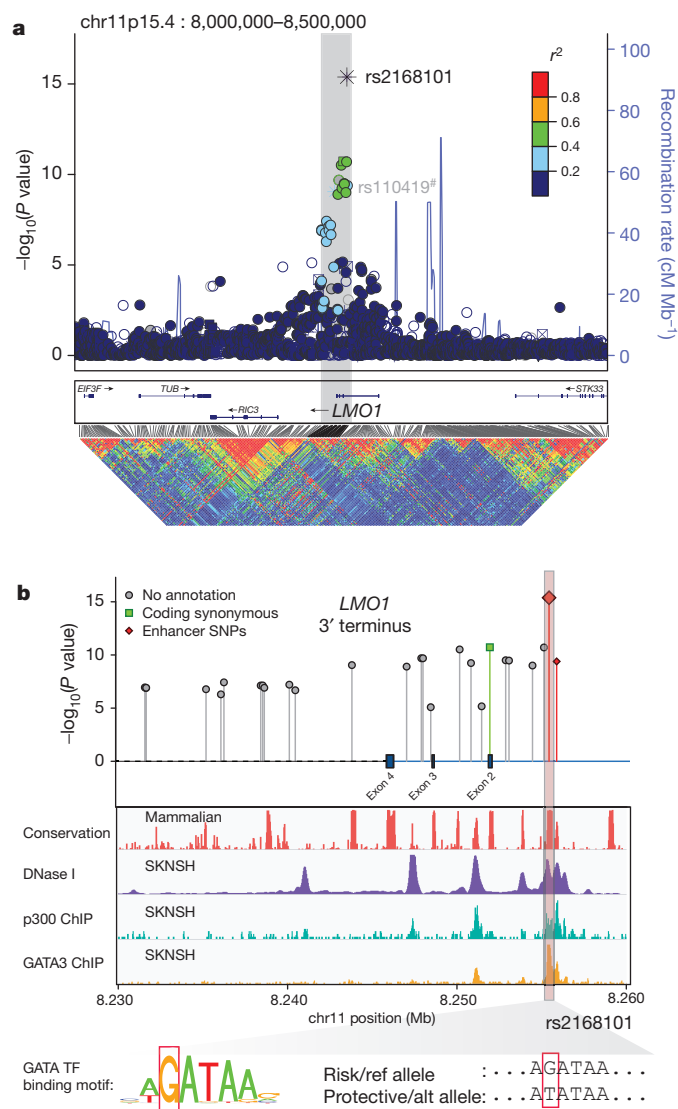 a
chr11p15.4 : 8,000,000–8,500,000
–log10(P value)
15
10
5
0
rs2168101
rs110419#
r2
0.8
0.6
0.4
0.2
100
80
60
40
20
0
Recombination rate (cM Mb–1)
EIF3F →
TUB →
← RIC3
← LMO1
← STK33
b
–log10(P value)
15
10
5
0
No annotation
Coding synonymous
Enhancer SNPs
LMO1
3′ terminus
Exon 4
Exon 3
Exon 2
Conservation
Mammalian
DNase I
SKNSH
p300 ChIP
SKNSH
GATA3 ChIP
SKNSH
8.230
8.240
8.250
8.260
chr11 position (Mb)
rs2168101
GATA TF
binding motif:
AGATAA
Risk/ref allele : . . . AGATAA . . .
Protective/alt allele: . . . ATATAA . . .